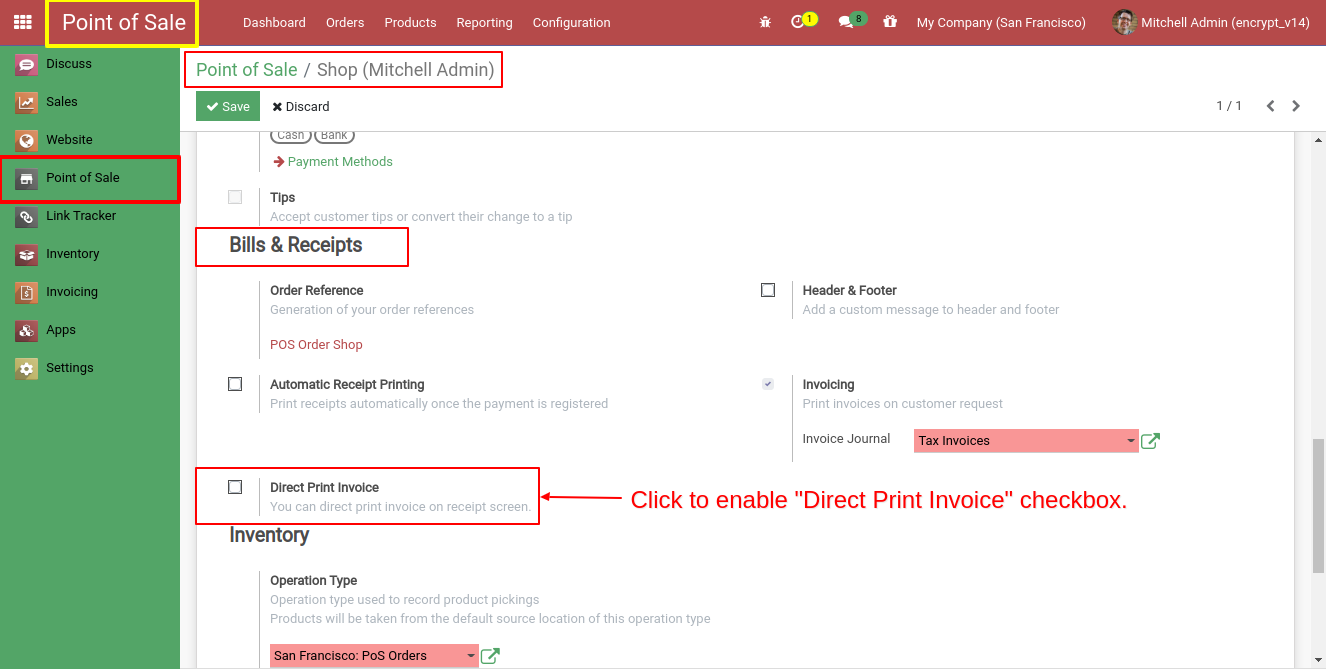 Point of Sale
Dashboard
Orders
Products
Reporting
Configuration
1
8
My Company (San Francisco)
Mitchell Admin (encrypt_v14)
Discuss
Sales
Website
Point of Sale
Link Tracker
Inventory
Invoicing
Apps
Settings
Point of Sale / Shop (Mitchell Admin)
Save
Discard
1 / 1
Cash
Bank
Payment Methods
Tips
Accept customer tips or convert their change to a tip
Bills & Receipts
Order Reference
Generation of your order references
POS Order Shop
Header & Footer
Add a custom message to header and footer
Automatic Receipt Printing
Print receipts automatically once the payment is registered
Invoicing
Print invoices on customer request
Invoice Journal
Tax Invoices
Direct Print Invoice
You can direct print invoice on receipt screen.
Click to enable "Direct Print Invoice" checkbox.
Inventory
Operation Type
Operation type used to record product pickings
Products will be taken from the default source location of this operation type
San Francisco: PoS Orders